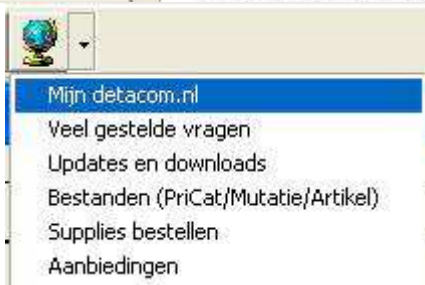 Mijn detacom.nl
Veel gestelde vragen
Updates en downloads
Bestanden (PriCat/Mutatie/Artikel)
Supplies bestellen
Aanbiedingen